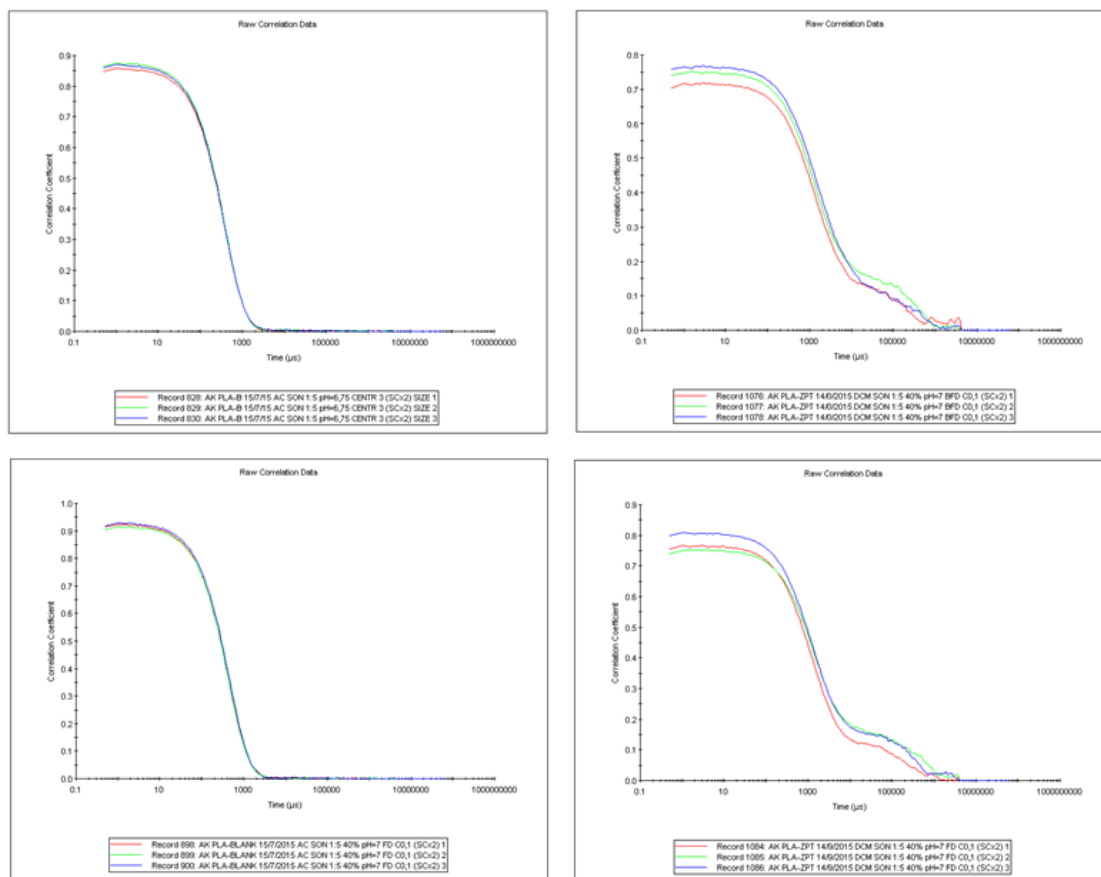 Raw Correlation Data
0.9
0.8
0.7
0.6
0.5
0.4
0.3
0.2
0.1
0.0
Correlation Coefficient
0.1 10 1000 100000 10000000 1000000000
Time (µs)
Record 828: AK PLA-B 15/7/15 AC SON 1:5 pH=6,75 CENTR 3 (SCx2) SIZE 1
Record 829: AK PLA-B 15/7/15 AC SON 1:5 pH=6,75 CENTR 3 (SCx2) SIZE 2
Record 830: AK PLA-B 15/7/15 AC SON 1:5 pH=6,75 CENTR 3 (SCx2) SIZE 3
Raw Correlation Data
0.9
0.8
0.7
0.6
0.5
0.4
0.3
0.2
0.1
0.0
Correlation Coefficient
0.1 10 1000 100000 10000000 1000000000
Time (µs)
Record 1076: AK PLA-ZPT 14/9/2015 DCM SON 1:5 40% pH=7 BFD C0,1 (SCx2) 1
Record 1077: AK PLA-ZPT 14/9/2015 DCM SON 1:5 40% pH=7 BFD C0,1 (SCx2) 2
Record 1078: AK PLA-ZPT 14/9/2015 DCM SON 1:5 40% pH=7 BFD C0,1 (SCx2) 3
Raw Correlation Data
1.0
0.9
0.8
0.7
0.6
0.5
0.4
0.3
0.2
0.1
0.0
Correlation Coefficient
0.1 10 1000 100000 10000000 1000000000
Time (µs)
Record 898: AK PLA-BLANK 15/7/2015 AC SON 1:5 40% pH=7 FD C0,1 (SCx2) 1
Record 899: AK PLA-BLANK 15/7/2015 AC SON 1:5 40% pH=7 FD C0,1 (SCx2) 2
Record 900: AK PLA-BLANK 15/7/2015 AC SON 1:5 40% pH=7 FD C0,1 (SCx2) 3
Raw Correlation Data
0.9
0.8
0.7
0.6
0.5
0.4
0.3
0.2
0.1
0.0
Correlation Coefficient
0.1 10 1000 100000 10000000 1000000000
Time (µs)
Record 1084: AK PLA-ZPT 14/9/2015 DCM SON 1:5 40% pH=7 FD C0,1 (SCx2) 1
Record 1085: AK PLA-ZPT 14/9/2015 DCM SON 1:5 40% pH=7 FD C0,1 (SCx2) 2
Record 1086: AK PLA-ZPT 14/9/2015 DCM SON 1:5 40% pH=7 FD C0,1 (SCx2) 3